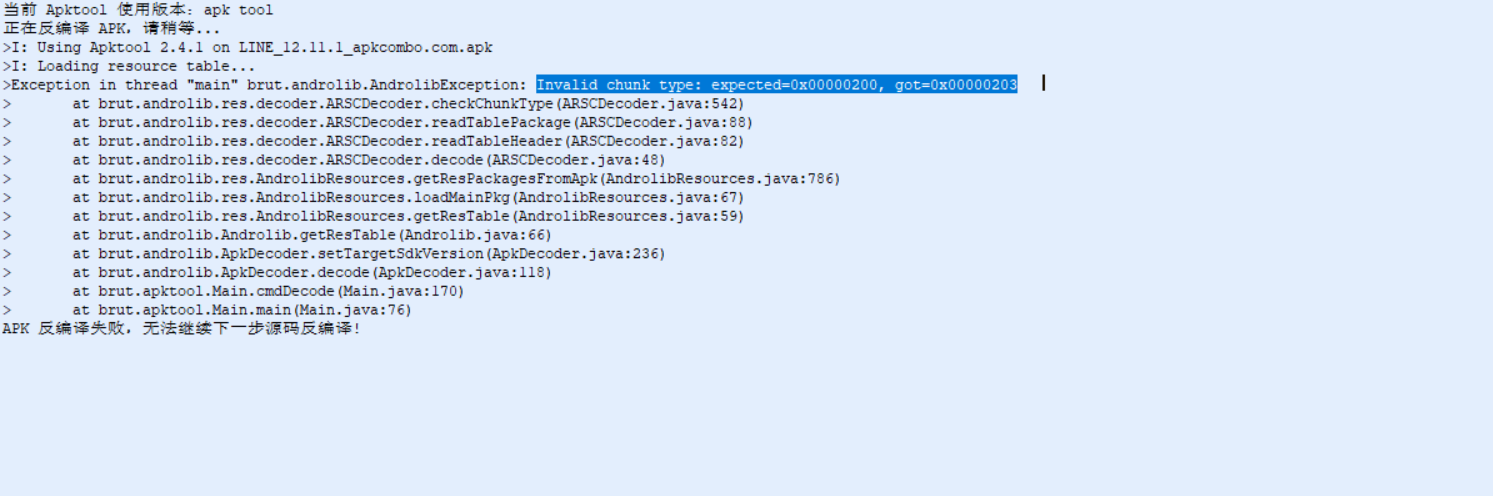 当前 Apktool 使用版本: apk tool
正在反编译 APK, 请稍等...
>I: Using Apktool 2.4.1 on LINE_12.11.1_apkcombo.com.apk
>I: Loading resource table...
>Exception in thread "main" brut.androlib.AndrolibException: Invalid chunk type: expected=0x00000200, got=0x00000203
>       at brut.androlib.res.decoder.ARSCDecoder.checkChunkType(ARSCDecoder.java:542)
>       at brut.androlib.res.decoder.ARSCDecoder.readTablePackage(ARSCDecoder.java:88)
>       at brut.androlib.res.decoder.ARSCDecoder.readTableHeader(ARSCDecoder.java:82)
>       at brut.androlib.res.decoder.ARSCDecoder.decode(ARSCDecoder.java:48)
>       at brut.androlib.res.AndrolibResources.getResPackagesFromApk(AndrolibResources.java:786)
>       at brut.androlib.res.AndrolibResources.loadMainPkg(AndrolibResources.java:67)
>       at brut.androlib.res.AndrolibResources.getResTable(AndrolibResources.java:59)
>       at brut.androlib.Androlib.getResTable(Androlib.java:66)
>       at brut.androlib.ApkDecoder.setTargetSdkVersion(ApkDecoder.java:236)
>       at brut.androlib.ApkDecoder.decode(ApkDecoder.java:118)
>       at brut.apktool.Main.cmdDecode(Main.java:170)
>       at brut.apktool.Main.main(Main.java:76)
APK 反编译失败, 无法继续下一步源码反编译!